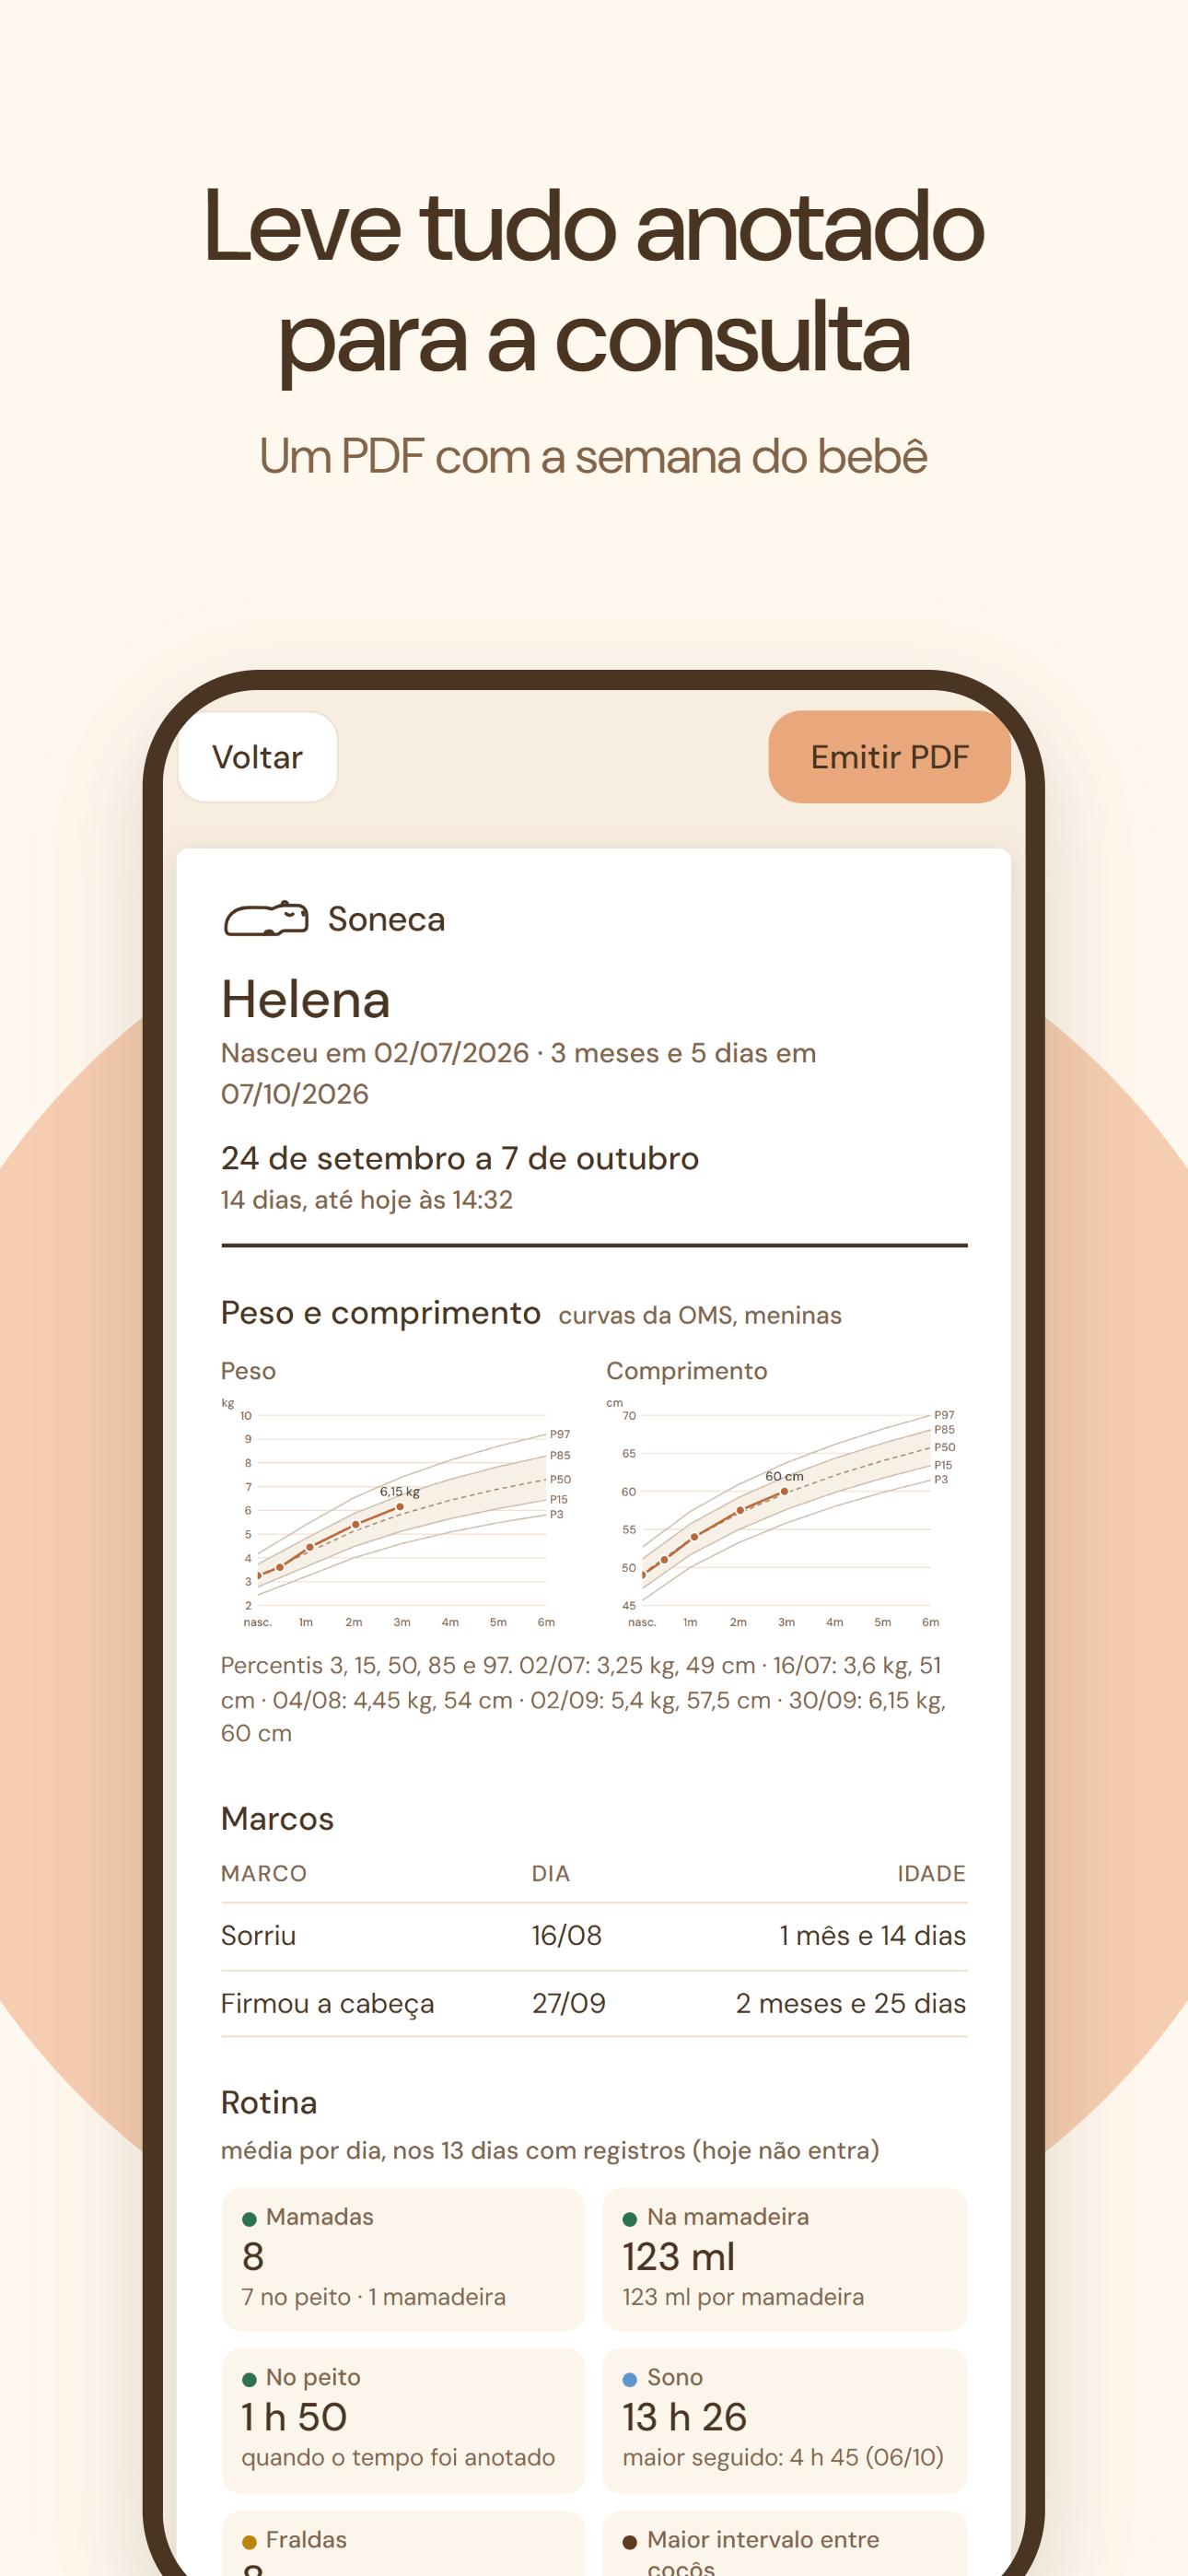 Leve tudo anotado
para a consulta
Um PDF com a semana do bebê
Voltar
Emitir PDF
Soneca
Helena
Nasceu em 02/07/2026 · 3 meses e 5 dias em
07/10/2026
24 de setembro a 7 de outubro
14 dias, até hoje às 14:32
Peso e comprimento curvas da OMS, meninas
Peso
kg
10
9
8
7
6
5
4
3
2
6,15 kg
P97
P85
P50
P15
P3
nasc. 1m 2m 3m 4m 5m 6m
Comprimento
cm
70
65
60
55
50
45
60 cm
P97
P85
P50
P15
P3
nasc. 1m 2m 3m 4m 5m 6m
Percentis 3, 15, 50, 85 e 97. 02/07: 3,25 kg, 49 cm · 16/07: 3,6 kg, 51
cm · 04/08: 4,45 kg, 54 cm · 02/09: 5,4 kg, 57,5 cm · 30/09: 6,15 kg,
60 cm
Marcos
MARCO DIA IDADE
Sorriu 16/08 1 mês e 14 dias
Firmou a cabeça 27/09 2 meses e 25 dias
Rotina
média por dia, nos 13 dias com registros (hoje não entra)
Mamadas
8
7 no peito · 1 mamadeira
Na mamadeira
123 ml
123 ml por mamadeira
No peito
1 h 50
quando o tempo foi anotado
Sono
13 h 26
maior seguido: 4 h 45 (06/10)
Fraldas
Maior intervalo entre
cocôs